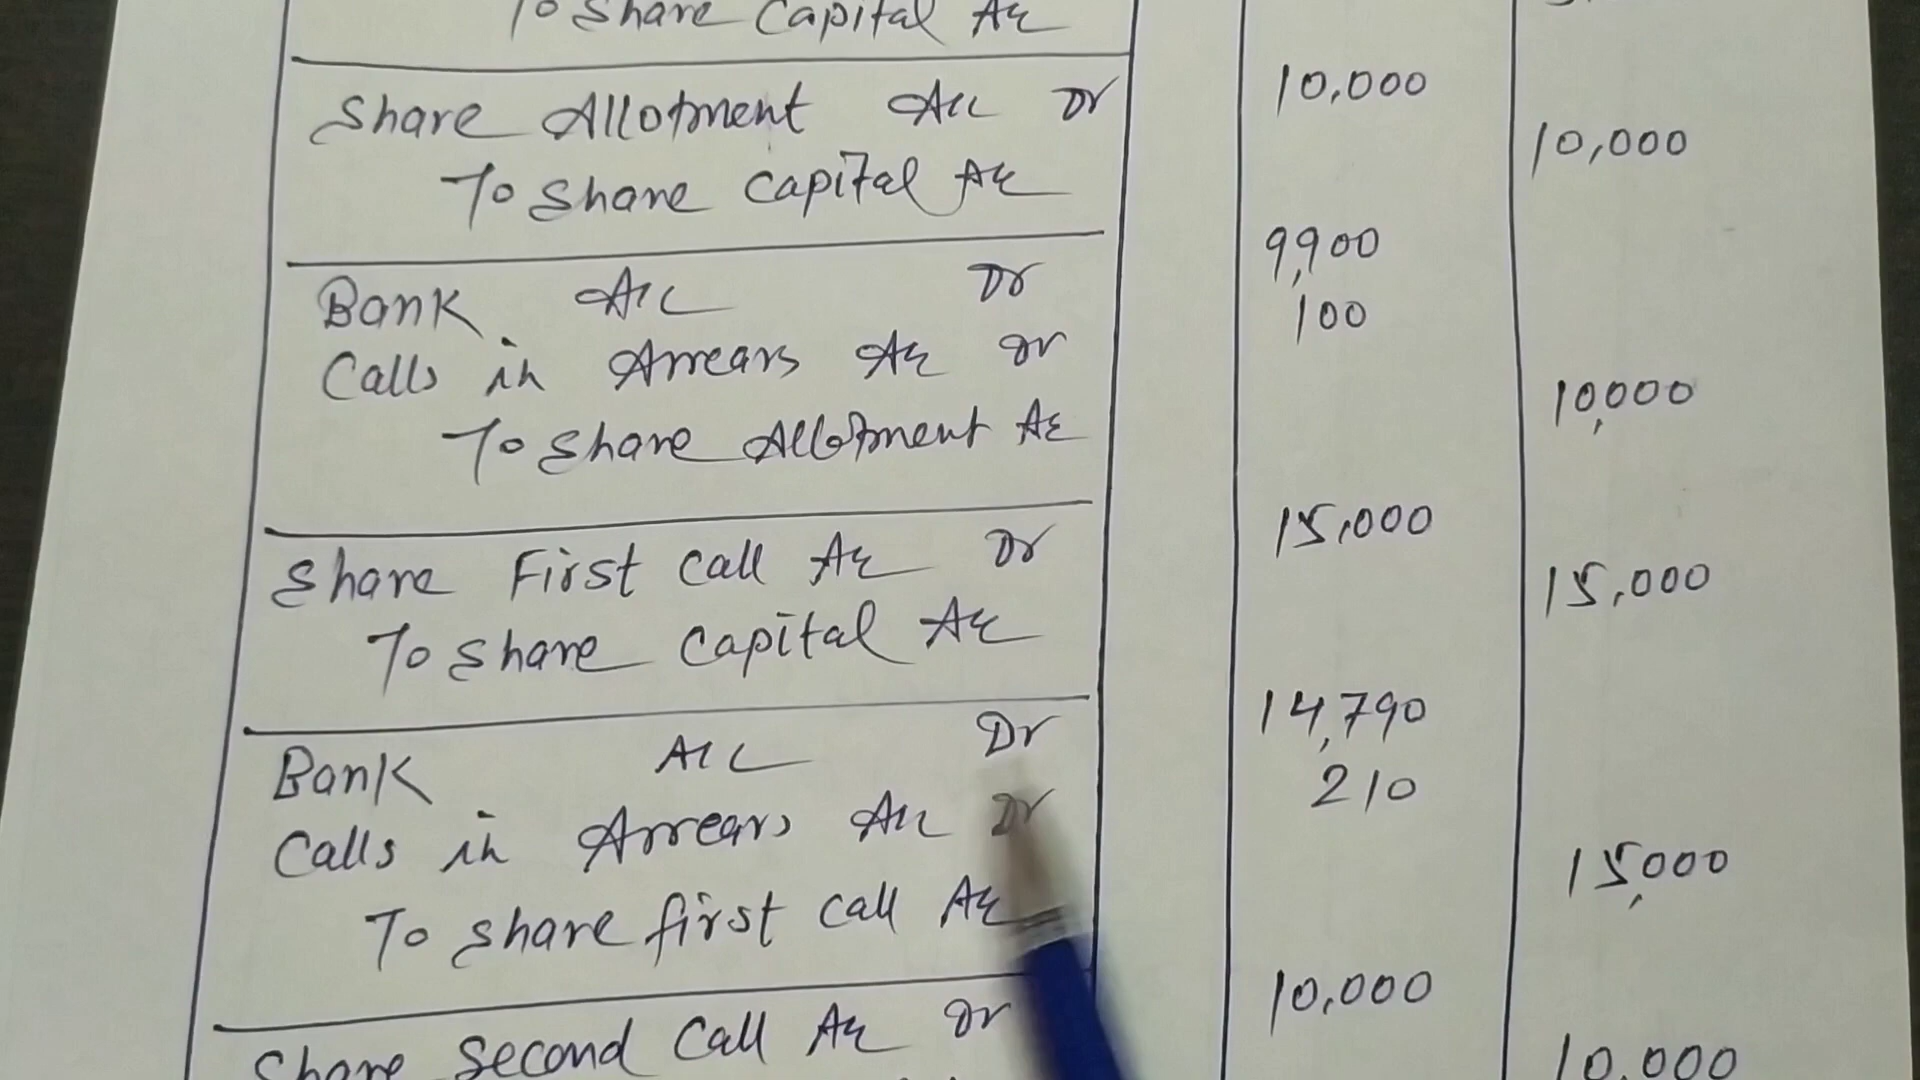 To Share Capital A/c
Share Allotment A/c Dr 10,000
To Share Capital A/c 10,000
Bank A/c Dr 9,900
Calls in Arrears A/c Dr 100
To Share Allotment A/c 10,000
Share First Call A/c Dr 15,000
To Share Capital A/c 15,000
Bank A/c Dr 14,790
Calls in Arrears A/c Dr 210
To Share first Call A/c 15,000
Share Second Call A/c Dr 10,000
10,000